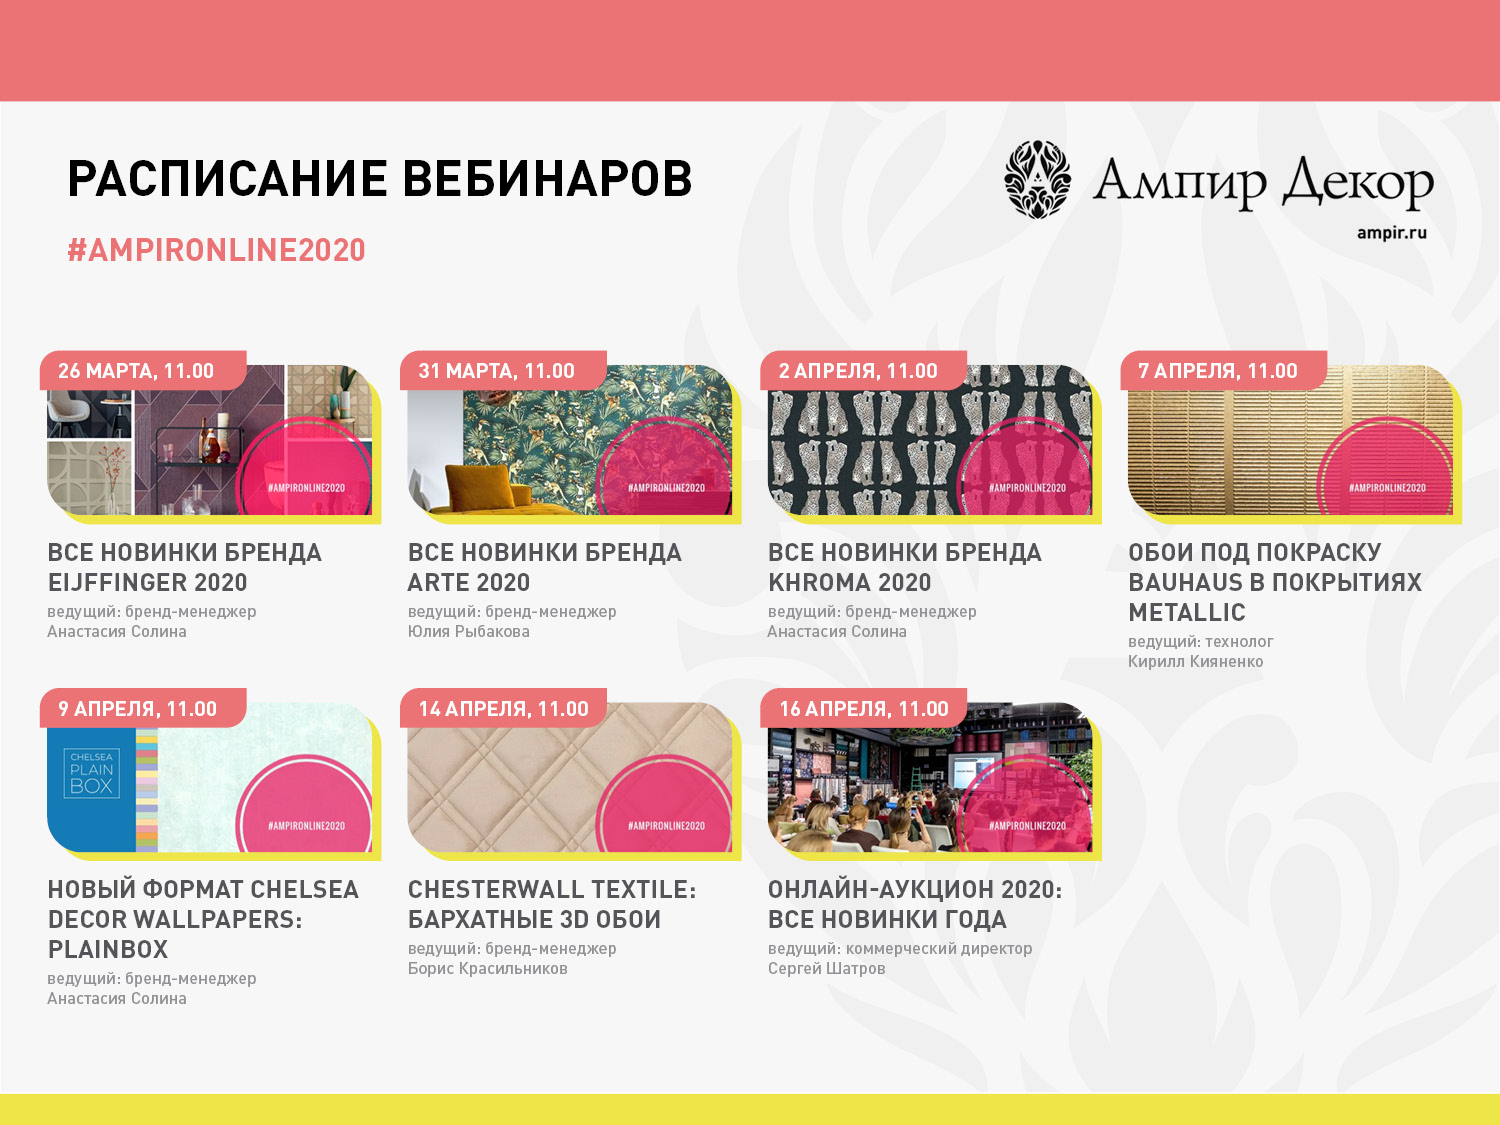 РАСПИСАНИЕ ВЕБИНАРОВ
#AMPIRONLINE2020
Ампир Декор
ampir.ru
26 МАРТА, 11.00
#AMPIRONLINE2020
ВСЕ НОВИНКИ БРЕНДА
EIJFFINGER 2020
ведущий: бренд-менеджер
Анастасия Солина
31 МАРТА, 11.00
#AMPIRONLINE2020
ВСЕ НОВИНКИ БРЕНДА
ARTE 2020
ведущий: бренд-менеджер
Юлия Рыбакова
2 АПРЕЛЯ, 11.00
#AMPIRONLINE2020
ВСЕ НОВИНКИ БРЕНДА
KHROMA 2020
ведущий: бренд-менеджер
Анастасия Солина
7 АПРЕЛЯ, 11.00
#AMPIRONLINE2020
ОБОИ ПОД ПОКРАСКУ
BAUHAUS В ПОКРЫТИЯХ
METALLIC
ведущий: технолог
Кирилл Кияненко
9 АПРЕЛЯ, 11.00
CHELSEA
PLAIN
BOX
#AMPIRONLINE2020
НОВЫЙ ФОРМАТ CHELSEA
DECOR WALLPAPERS:
PLAINBOX
ведущий: бренд-менеджер
Анастасия Солина
14 АПРЕЛЯ, 11.00
#AMPIRONLINE2020
CHESTERWALL TEXTILE:
БАРХАТНЫЕ 3D ОБОИ
ведущий: бренд-менеджер
Борис Красильников
16 АПРЕЛЯ, 11.00
#AMPIRONLINE2020
ОНЛАЙН-АУКЦИОН 2020:
ВСЕ НОВИНКИ ГОДА
ведущий: коммерческий директор
Сергей Шатров